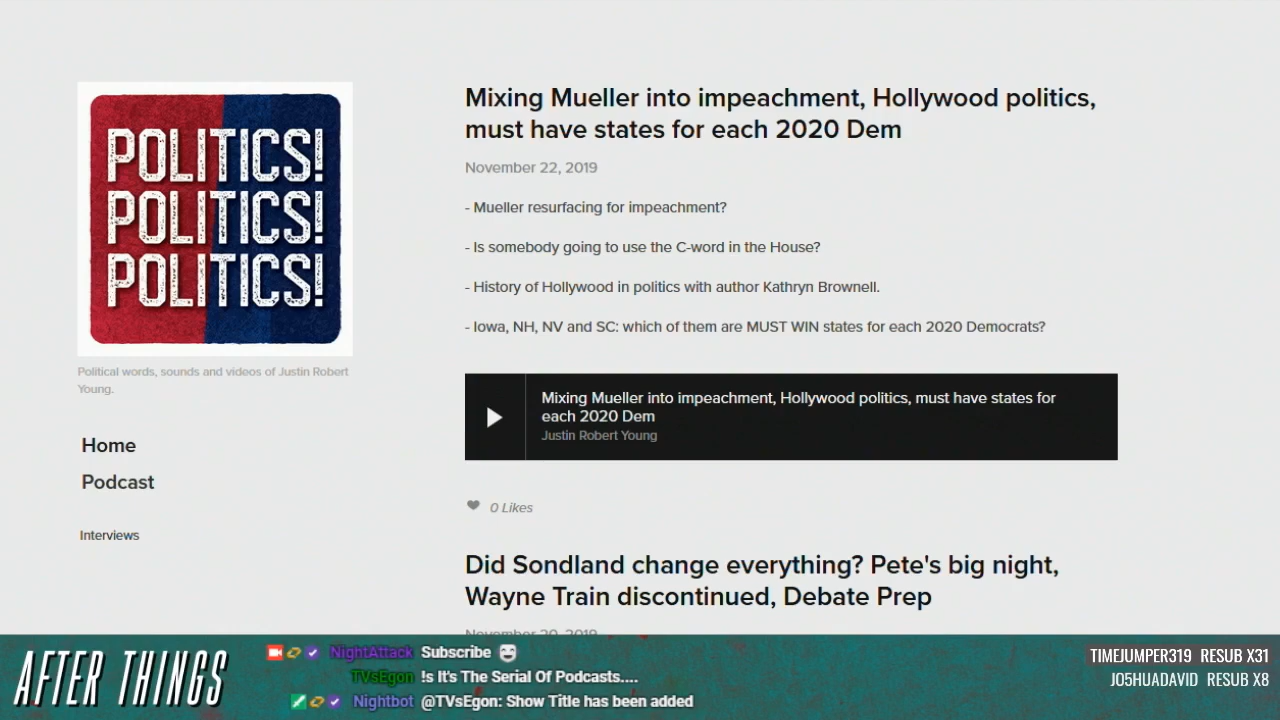 POLITICS!
POLITICS!
POLITICS!
Political words, sounds and videos of Justin Robert
Young.
Home
Podcast
Interviews
Mixing Mueller into impeachment, Hollywood politics,
must have states for each 2020 Dem
November 22, 2019
- Mueller resurfacing for impeachment?
- Is somebody going to use the C-word in the House?
- History of Hollywood in politics with author Kathryn Brownell.
- Iowa, NH, NV and SC: which of them are MUST WIN states for each 2020 Democrats?
Mixing Mueller into impeachment, Hollywood politics, must have states for
each 2020 Dem
Justin Robert Young
0 Likes
Did Sondland change everything? Pete's big night,
Wayne Train discontinued, Debate Prep
November 20, 2019
AFTER THINGS
NightAttack Subscribe
TVsEgon !s It's The Serial Of Podcasts....
Nightbot @TVsEgon: Show Title has been added
TIMEJUMPER319 RESUB X31
JO5HUADAVID RESUB X8